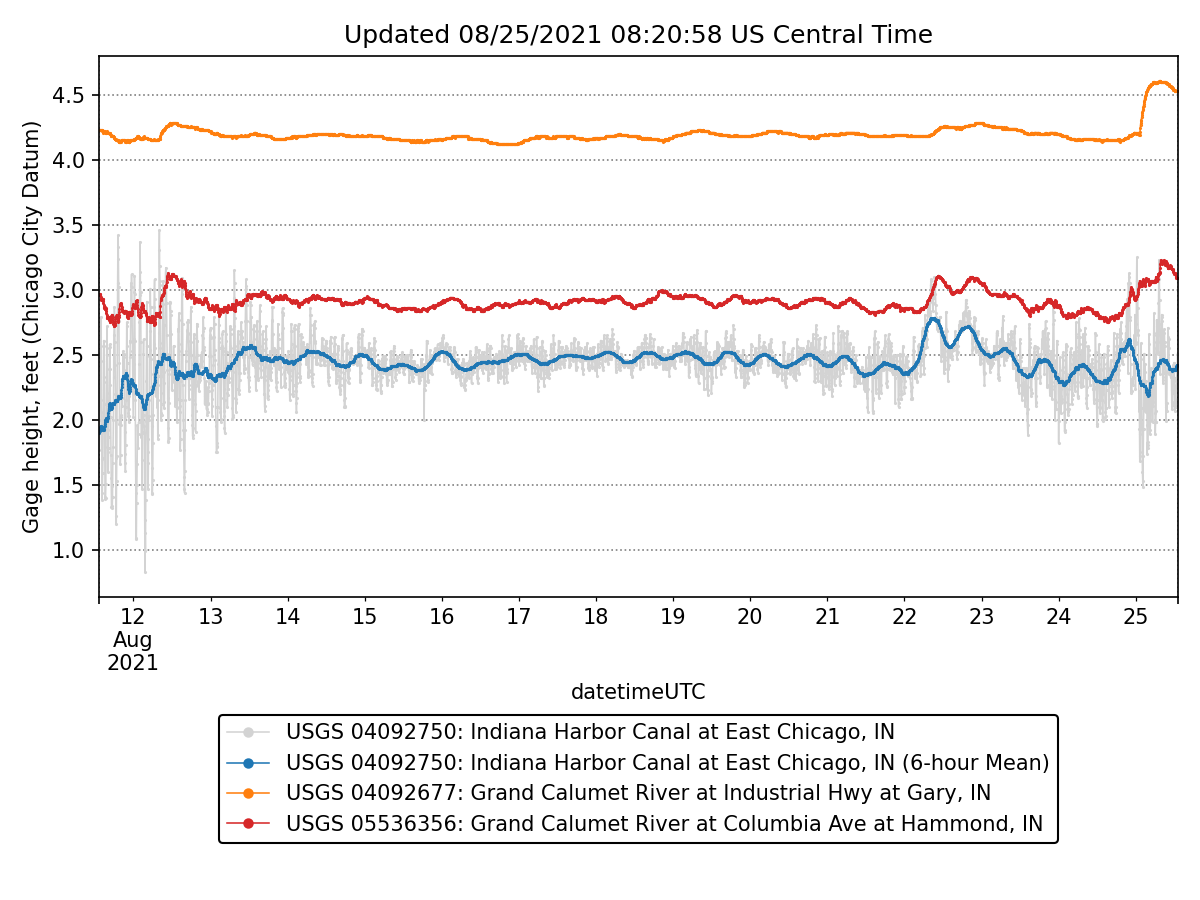 Updated 08/25/2021 08:20:58 US Central Time
Gage height, feet (Chicago City Datum)
4.5
4.0
3.5
3.0
2.5
2.0
1.5
1.0
12 13 14 15 16 17 18 19 20 21 22 23 24 25
Aug
2021
datetimeUTC
USGS 04092750: Indiana Harbor Canal at East Chicago, IN
USGS 04092750: Indiana Harbor Canal at East Chicago, IN (6-hour Mean)
USGS 04092677: Grand Calumet River at Industrial Hwy at Gary, IN
USGS 05536356: Grand Calumet River at Columbia Ave at Hammond, IN